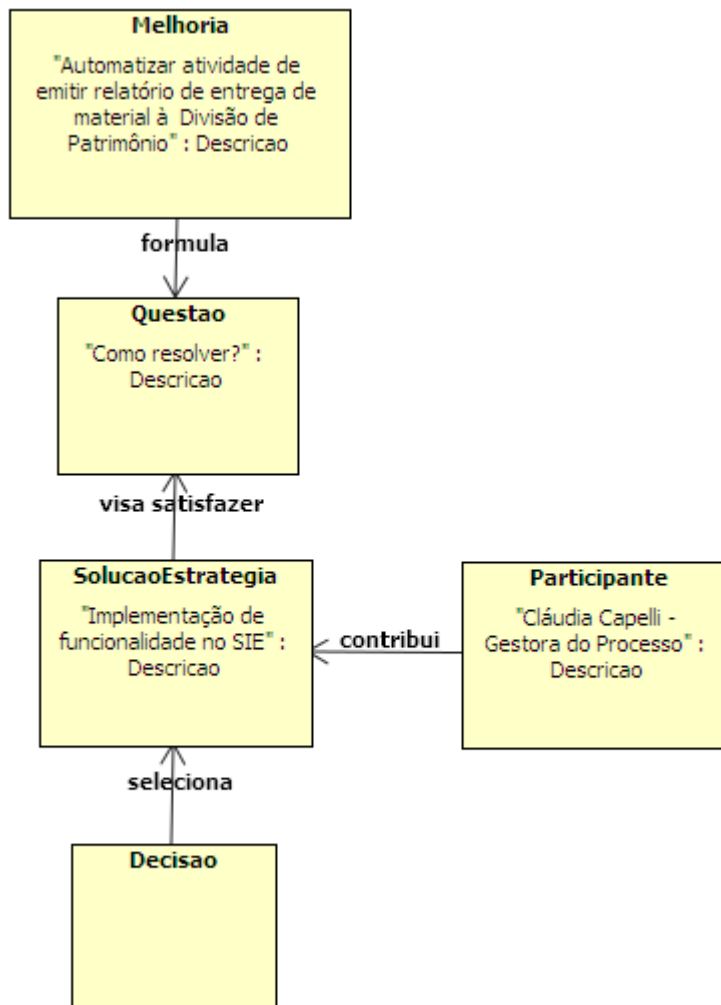 Melhoria
"Automatizar atividade de
emitir relatório de entrega de
material à Divisão de
Patrimônio" : Descricao
formula
Questao
"Como resolver?" :
Descricao
visa satisfazer
SolucaoEstrategia
"Implementação de
funcionalidade no SIE" :
Descricao
contribui
Participante
"Cláudia Capelli -
Gestora do Processo" :
Descricao
seleciona
Decisao